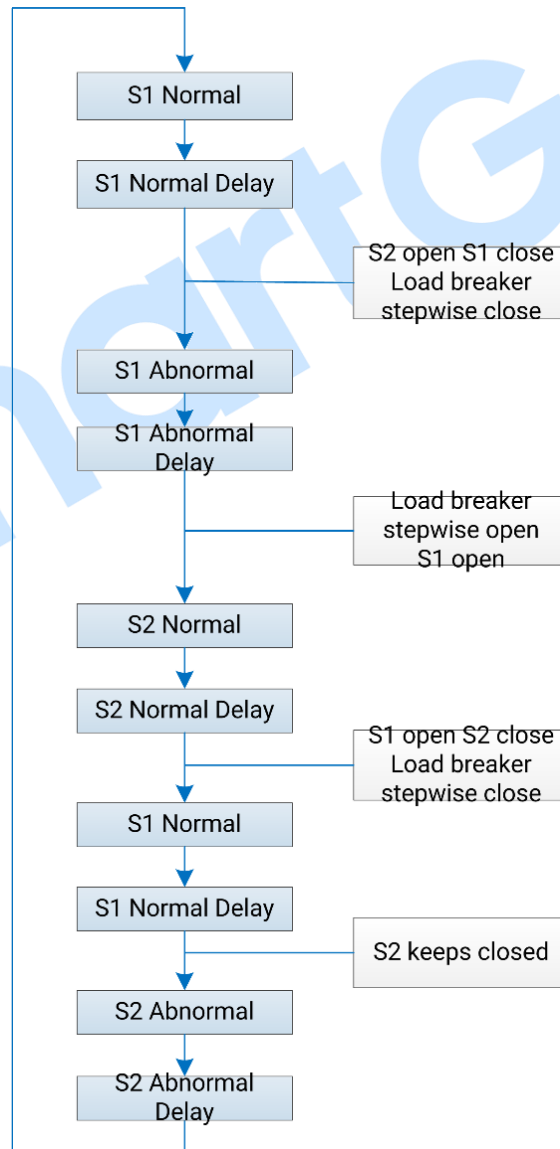 S1 Normal
S1 Normal Delay
S2 open S1 close
Load breaker
stepwise close
S1 Abnormal
S1 Abnormal
Delay
Load breaker
stepwise open
S1 open
S2 Normal
S2 Normal Delay
S1 open S2 close
Load breaker
stepwise close
S1 Normal
S1 Normal Delay
S2 keeps closed
S2 Abnormal
S2 Abnormal
Delay